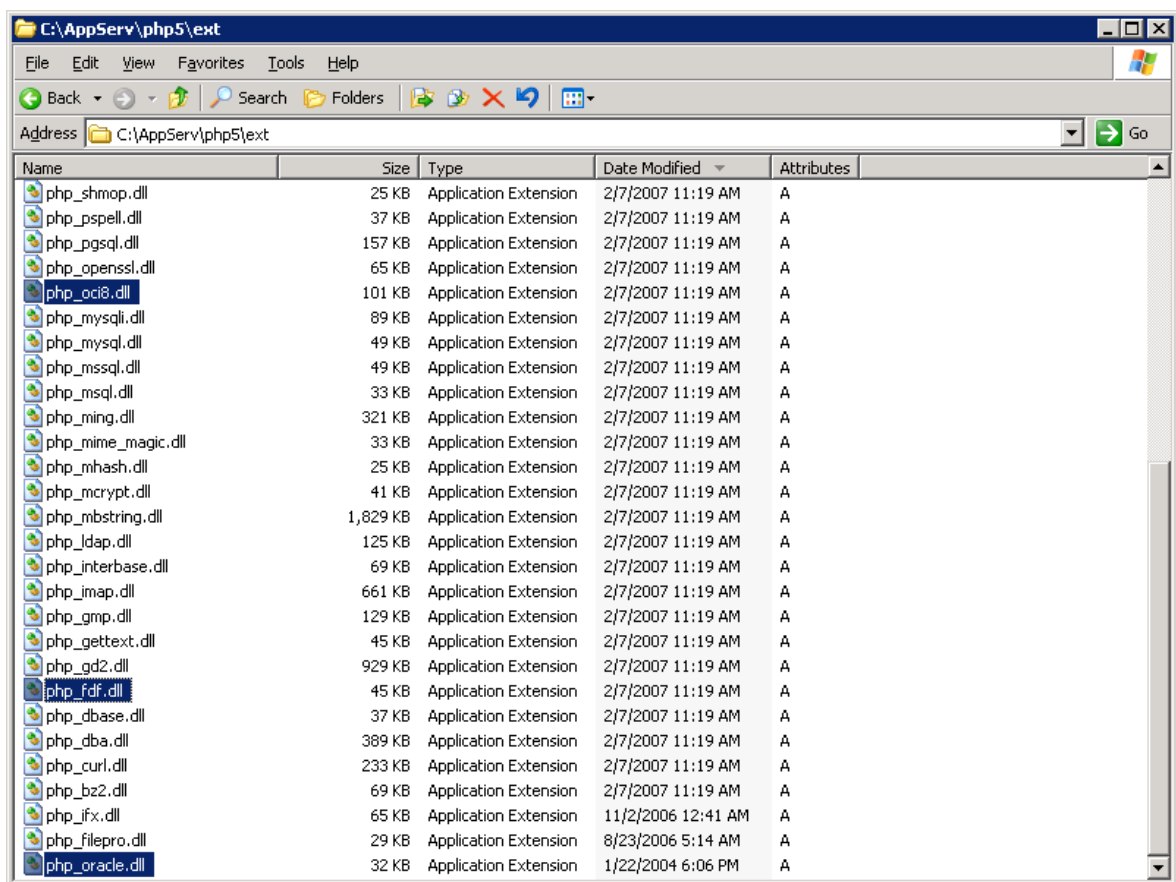 C:\AppServ\php5\ext
File Edit View Favorites Tools Help
Back Search Folders
Address C:\AppServ\php5\ext Go
Name Size Type Date Modified Attributes
php_shmop.dll 25 KB Application Extension 2/7/2007 11:19 AM A
php_pspell.dll 37 KB Application Extension 2/7/2007 11:19 AM A
php_pgsql.dll 157 KB Application Extension 2/7/2007 11:19 AM A
php_openssl.dll 65 KB Application Extension 2/7/2007 11:19 AM A
php_oci8.dll 101 KB Application Extension 2/7/2007 11:19 AM A
php_mysqli.dll 89 KB Application Extension 2/7/2007 11:19 AM A
php_mysql.dll 49 KB Application Extension 2/7/2007 11:19 AM A
php_mssql.dll 49 KB Application Extension 2/7/2007 11:19 AM A
php_msql.dll 33 KB Application Extension 2/7/2007 11:19 AM A
php_ming.dll 321 KB Application Extension 2/7/2007 11:19 AM A
php_mime_magic.dll 33 KB Application Extension 2/7/2007 11:19 AM A
php_mhash.dll 25 KB Application Extension 2/7/2007 11:19 AM A
php_mcrypt.dll 41 KB Application Extension 2/7/2007 11:19 AM A
php_mbstring.dll 1,829 KB Application Extension 2/7/2007 11:19 AM A
php_ldap.dll 125 KB Application Extension 2/7/2007 11:19 AM A
php_interbase.dll 69 KB Application Extension 2/7/2007 11:19 AM A
php_imap.dll 661 KB Application Extension 2/7/2007 11:19 AM A
php_gmp.dll 129 KB Application Extension 2/7/2007 11:19 AM A
php_gettext.dll 45 KB Application Extension 2/7/2007 11:19 AM A
php_gd2.dll 929 KB Application Extension 2/7/2007 11:19 AM A
php_fdf.dll 45 KB Application Extension 2/7/2007 11:19 AM A
php_dbase.dll 37 KB Application Extension 2/7/2007 11:19 AM A
php_dba.dll 389 KB Application Extension 2/7/2007 11:19 AM A
php_curl.dll 233 KB Application Extension 2/7/2007 11:19 AM A
php_bz2.dll 69 KB Application Extension 2/7/2007 11:19 AM A
php_ifx.dll 65 KB Application Extension 11/2/2006 12:41 AM A
php_filepro.dll 29 KB Application Extension 8/23/2006 5:14 AM A
php_oracle.dll 32 KB Application Extension 1/22/2004 6:06 PM A